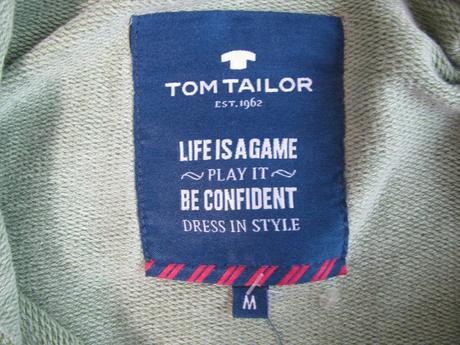 TOM TAILOR
EST.1962
LIFE IS A GAME
~ PLAY IT ~
BE CONFIDENT
DRESS IN STYLE
M